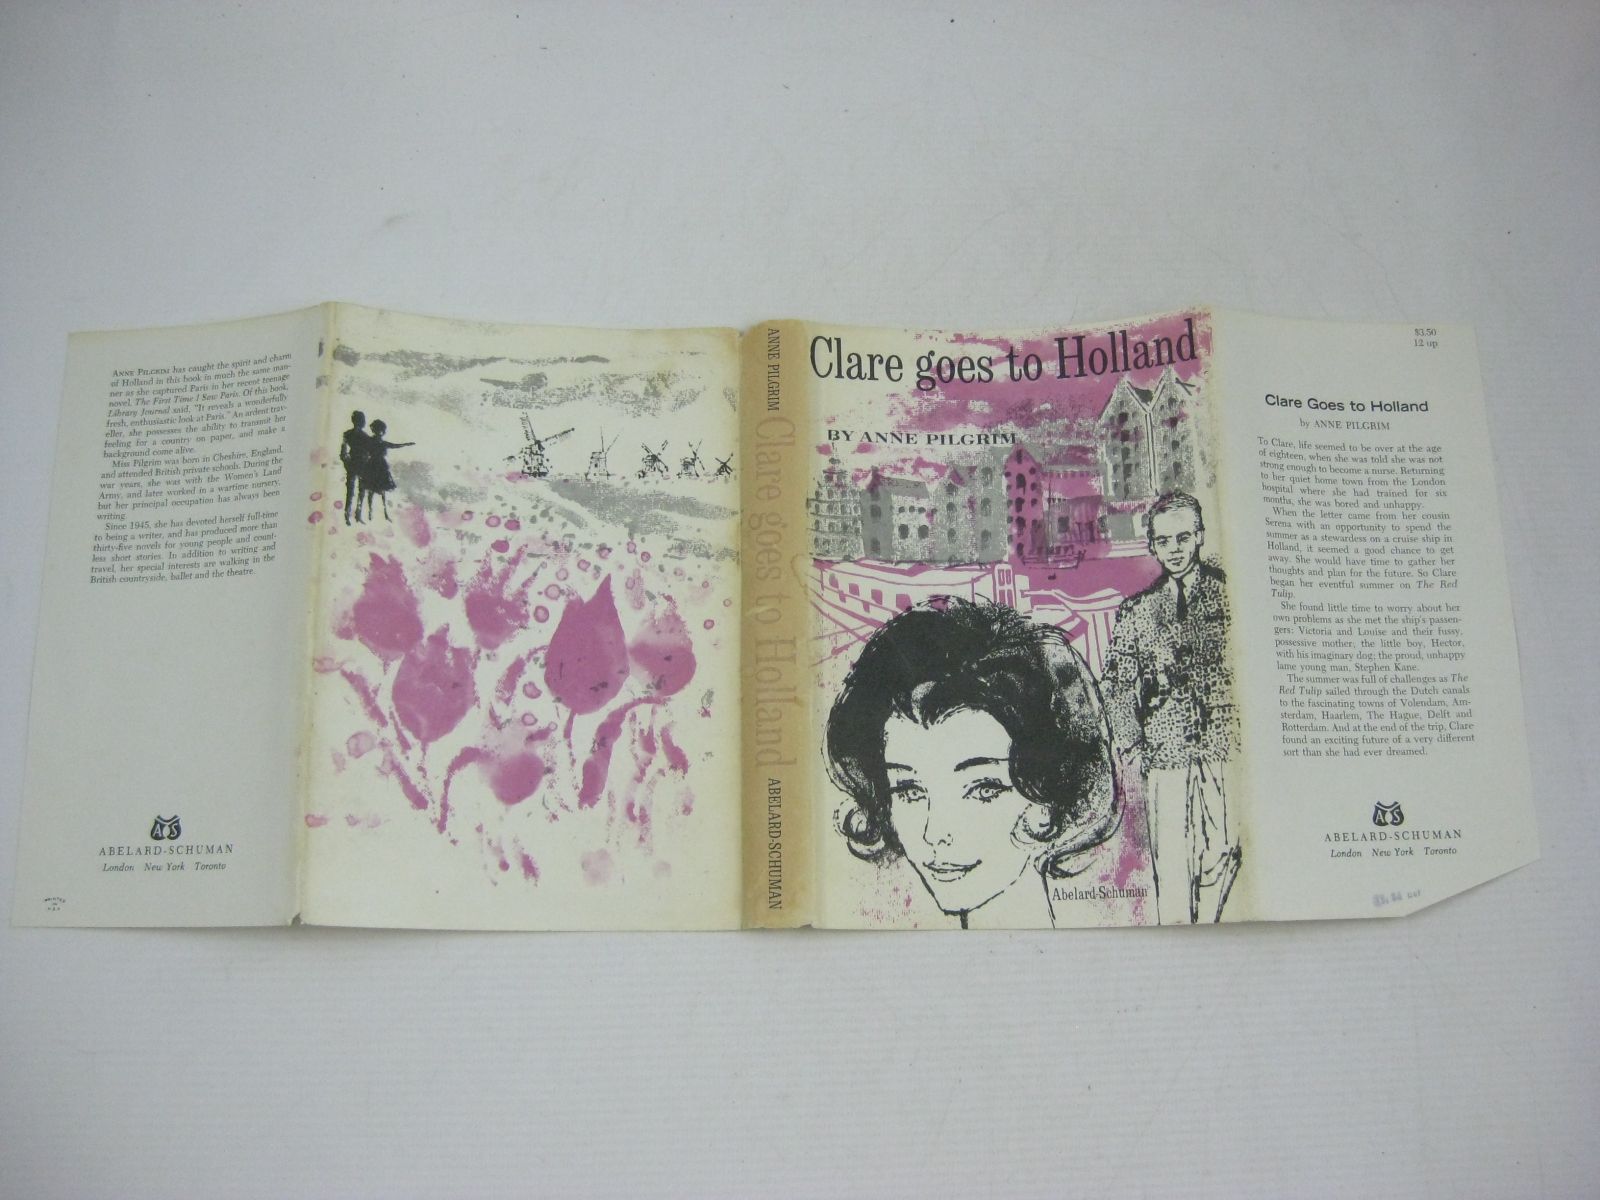 ANNE PILGRIM has caught the spirit and charm
of Holland in this book in much the same man-
ner as she captured Paris in her recent teenage
novel, The First Time I Saw Paris. Of this book,
Library Journal said, "It reveals a wonderfully
fresh, enthusiastic look at Paris." An ardent trav-
eller, she possesses the ability to transmit her
feeling for a country on paper, and make a
background come alive.
Miss Pilgrim was born in Cheshire, England,
and attended British private schools. During the
war years, she was with the Women's Land
Army, and later worked in a wartime nursery,
but her principal occupation has always been
writing.
Since 1945, she has devoted herself full-time
to being a writer, and has produced more than
thirty-five novels for young people and count-
less short stories. In addition to writing and
travel, her special interests are walking in the
British countryside, ballet and the theatre.
AS
ABELARD-SCHUMAN
London New York Toronto
PRINTED
IN
U.S.A.
ANNE PILGRIM
Clare goes to Holland
ABELARD-SCHUMAN
Clare goes to Holland
BY ANNE PILGRIM
Abelard-Schuman
$3.50
12 up
Clare Goes to Holland
by ANNE PILGRIM
To Clare, life seemed to be over at the age
of eighteen, when she was told she was not
strong enough to become a nurse. Returning
to her quiet home town from the London
hospital where she had trained for six
months, she was bored and unhappy.
When the letter came from her cousin
Serena with an opportunity to spend the
summer as a stewardess on a cruise ship in
Holland, it seemed a good chance to get
away. She would have time to gather her
thoughts and plan for the future. So Clare
began her eventful summer on The Red
Tulip.
She found little time to worry about her
own problems as she met the ship's passen-
gers: Victoria and Louise and their fussy,
possessive mother; the little boy, Hector,
with his imaginary dog; the proud, unhappy
lame young man, Stephen Kane.
The summer was full of challenges as The
Red Tulip sailed through the Dutch canals
to the fascinating towns of Volendam, Am-
sterdam, Haarlem, The Hague, Delft and
Rotterdam. And at the end of the trip, Clare
found an exciting future of a very different
sort than she had ever dreamed.
AS
ABELARD-SCHUMAN
London New York Toronto
net